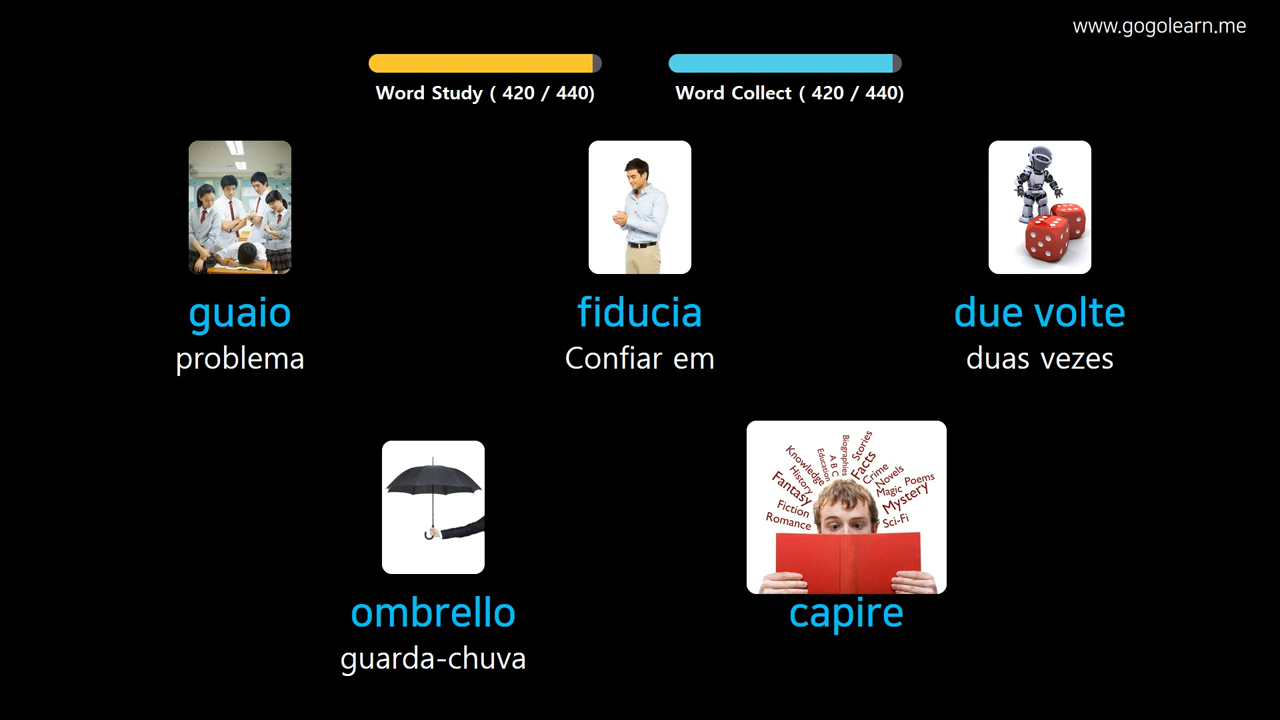 www.gogolearn.me
Word Study ( 420 / 440)
Word Collect ( 420 / 440)
guaio
problema
fiducia
Confiar em
due volte
duas vezes
ombrello
guarda-chuva
Stories
Biographies
Facts
A B C
Education
Knowledge
Crime
History
Novels
Fantasy
Magic
Poems
Mystery
Fiction
Romance
Sci-Fi
capire